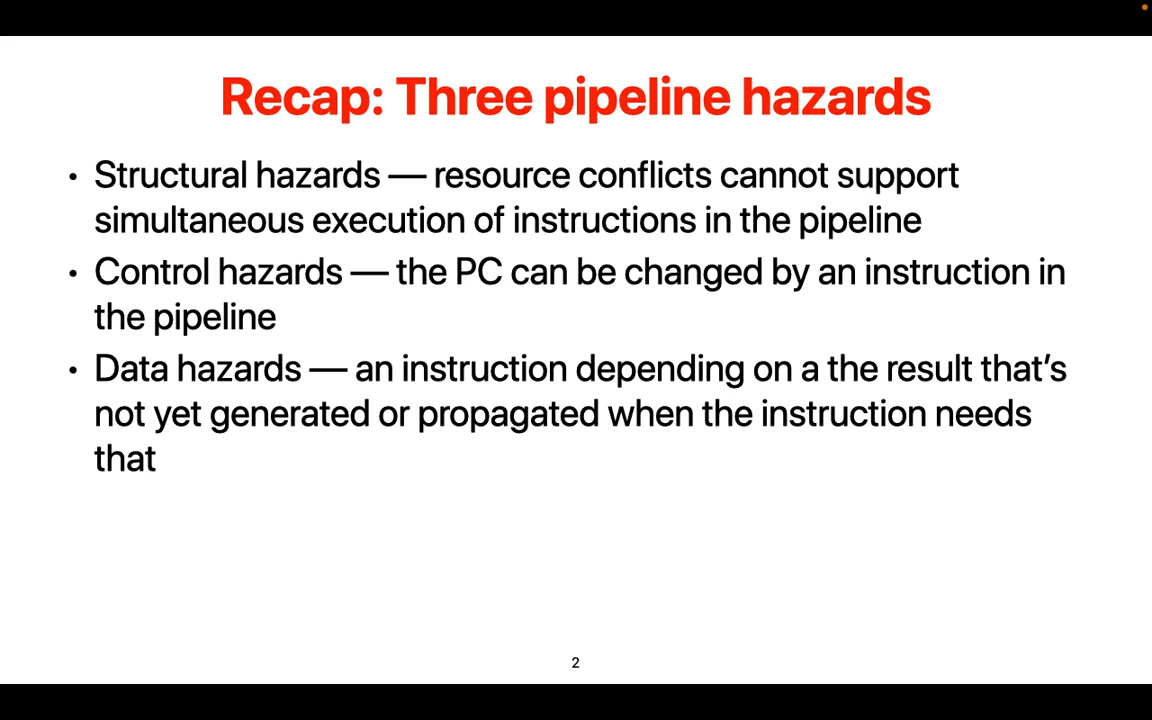 Recap: Three pipeline hazards
• Structural hazards — resource conflicts cannot support
simultaneous execution of instructions in the pipeline
• Control hazards — the PC can be changed by an instruction in
the pipeline
• Data hazards — an instruction depending on a the result that’s
not yet generated or propagated when the instruction needs
that
2